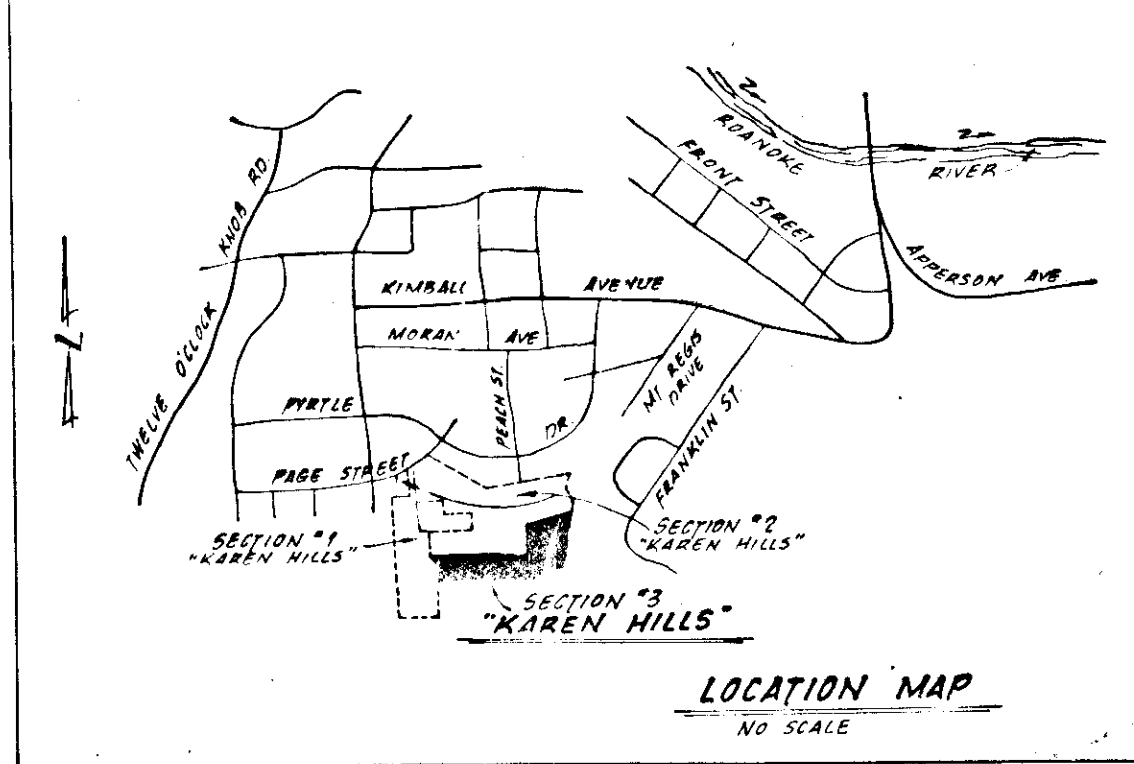 ROANOKE
RIVER
FRONT STREET
APPERSON AVE
TWELVE O'CLOCK KNOB RD.
KIMBALL AVENUE
MORAN AVE
MT REGIS
DRIVE
PEACH ST.
PYRTLE DR.
FRANKLIN ST.
PAGE STREET
SECTION #1
"KAREN HILLS"
SECTION #2
"KAREN HILLS"
SECTION #3
"KAREN HILLS"
LOCATION MAP
NO SCALE